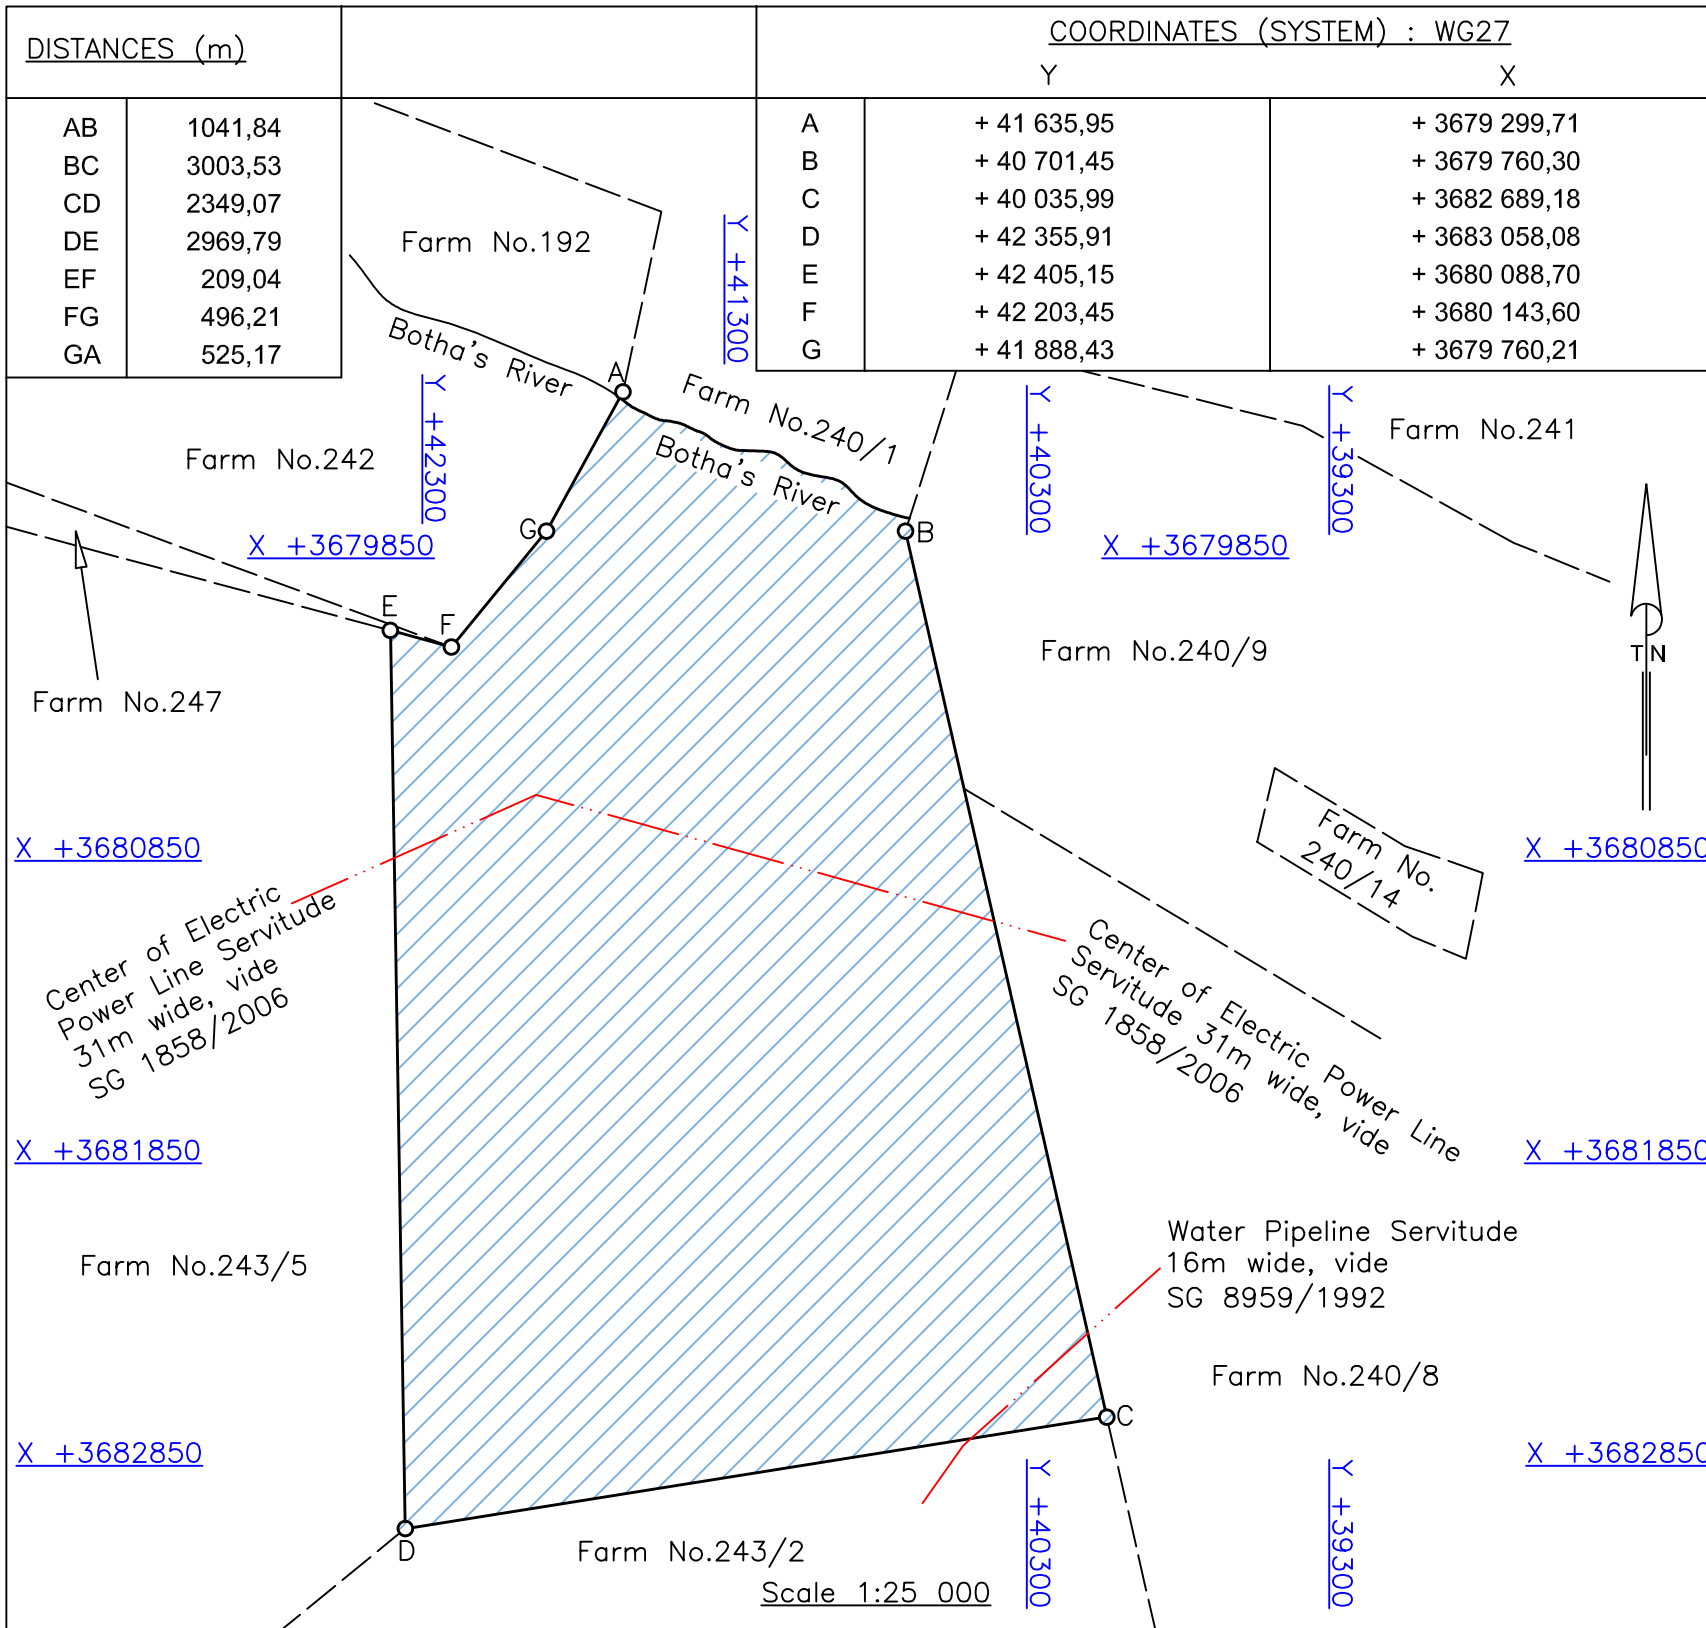 DISTANCES (m)
AB 1041,84
BC 3003,53
CD 2349,07
DE 2969,79
EF 209,04
FG 496,21
GA 525,17
COORDINATES (SYSTEM) : WG27
Y X
A + 41 635,95 + 3679 299,71
B + 40 701,45 + 3679 760,30
C + 40 035,99 + 3682 689,18
D + 42 355,91 + 3683 058,08
E + 42 405,15 + 3680 088,70
F + 42 203,45 + 3680 143,60
G + 41 888,43 + 3679 760,21
Farm No.192
Y +41300
Botha's River
A
Farm No.240/1
Botha's River
Farm No.242
Y +42300
Y +40300
Y +39300
Farm No.241
G
B
X +3679850
X +3679850
E
F
Farm No.240/9
T N
Farm No.247
X +3680850
Farm No.
240/14
X +3680850
Center of Electric
Power Line Servitude
31m wide, vide
SG 1858/2006
Center of Electric Power Line
Servitude 31m wide, vide
SG 1858/2006
X +3681850
X +3681850
Farm No.243/5
Water Pipeline Servitude
16m wide, vide
SG 8959/1992
Farm No.240/8
C
X +3682850
X +3682850
Y +40300
Y +39300
D
Farm No.243/2
Scale 1:25 000